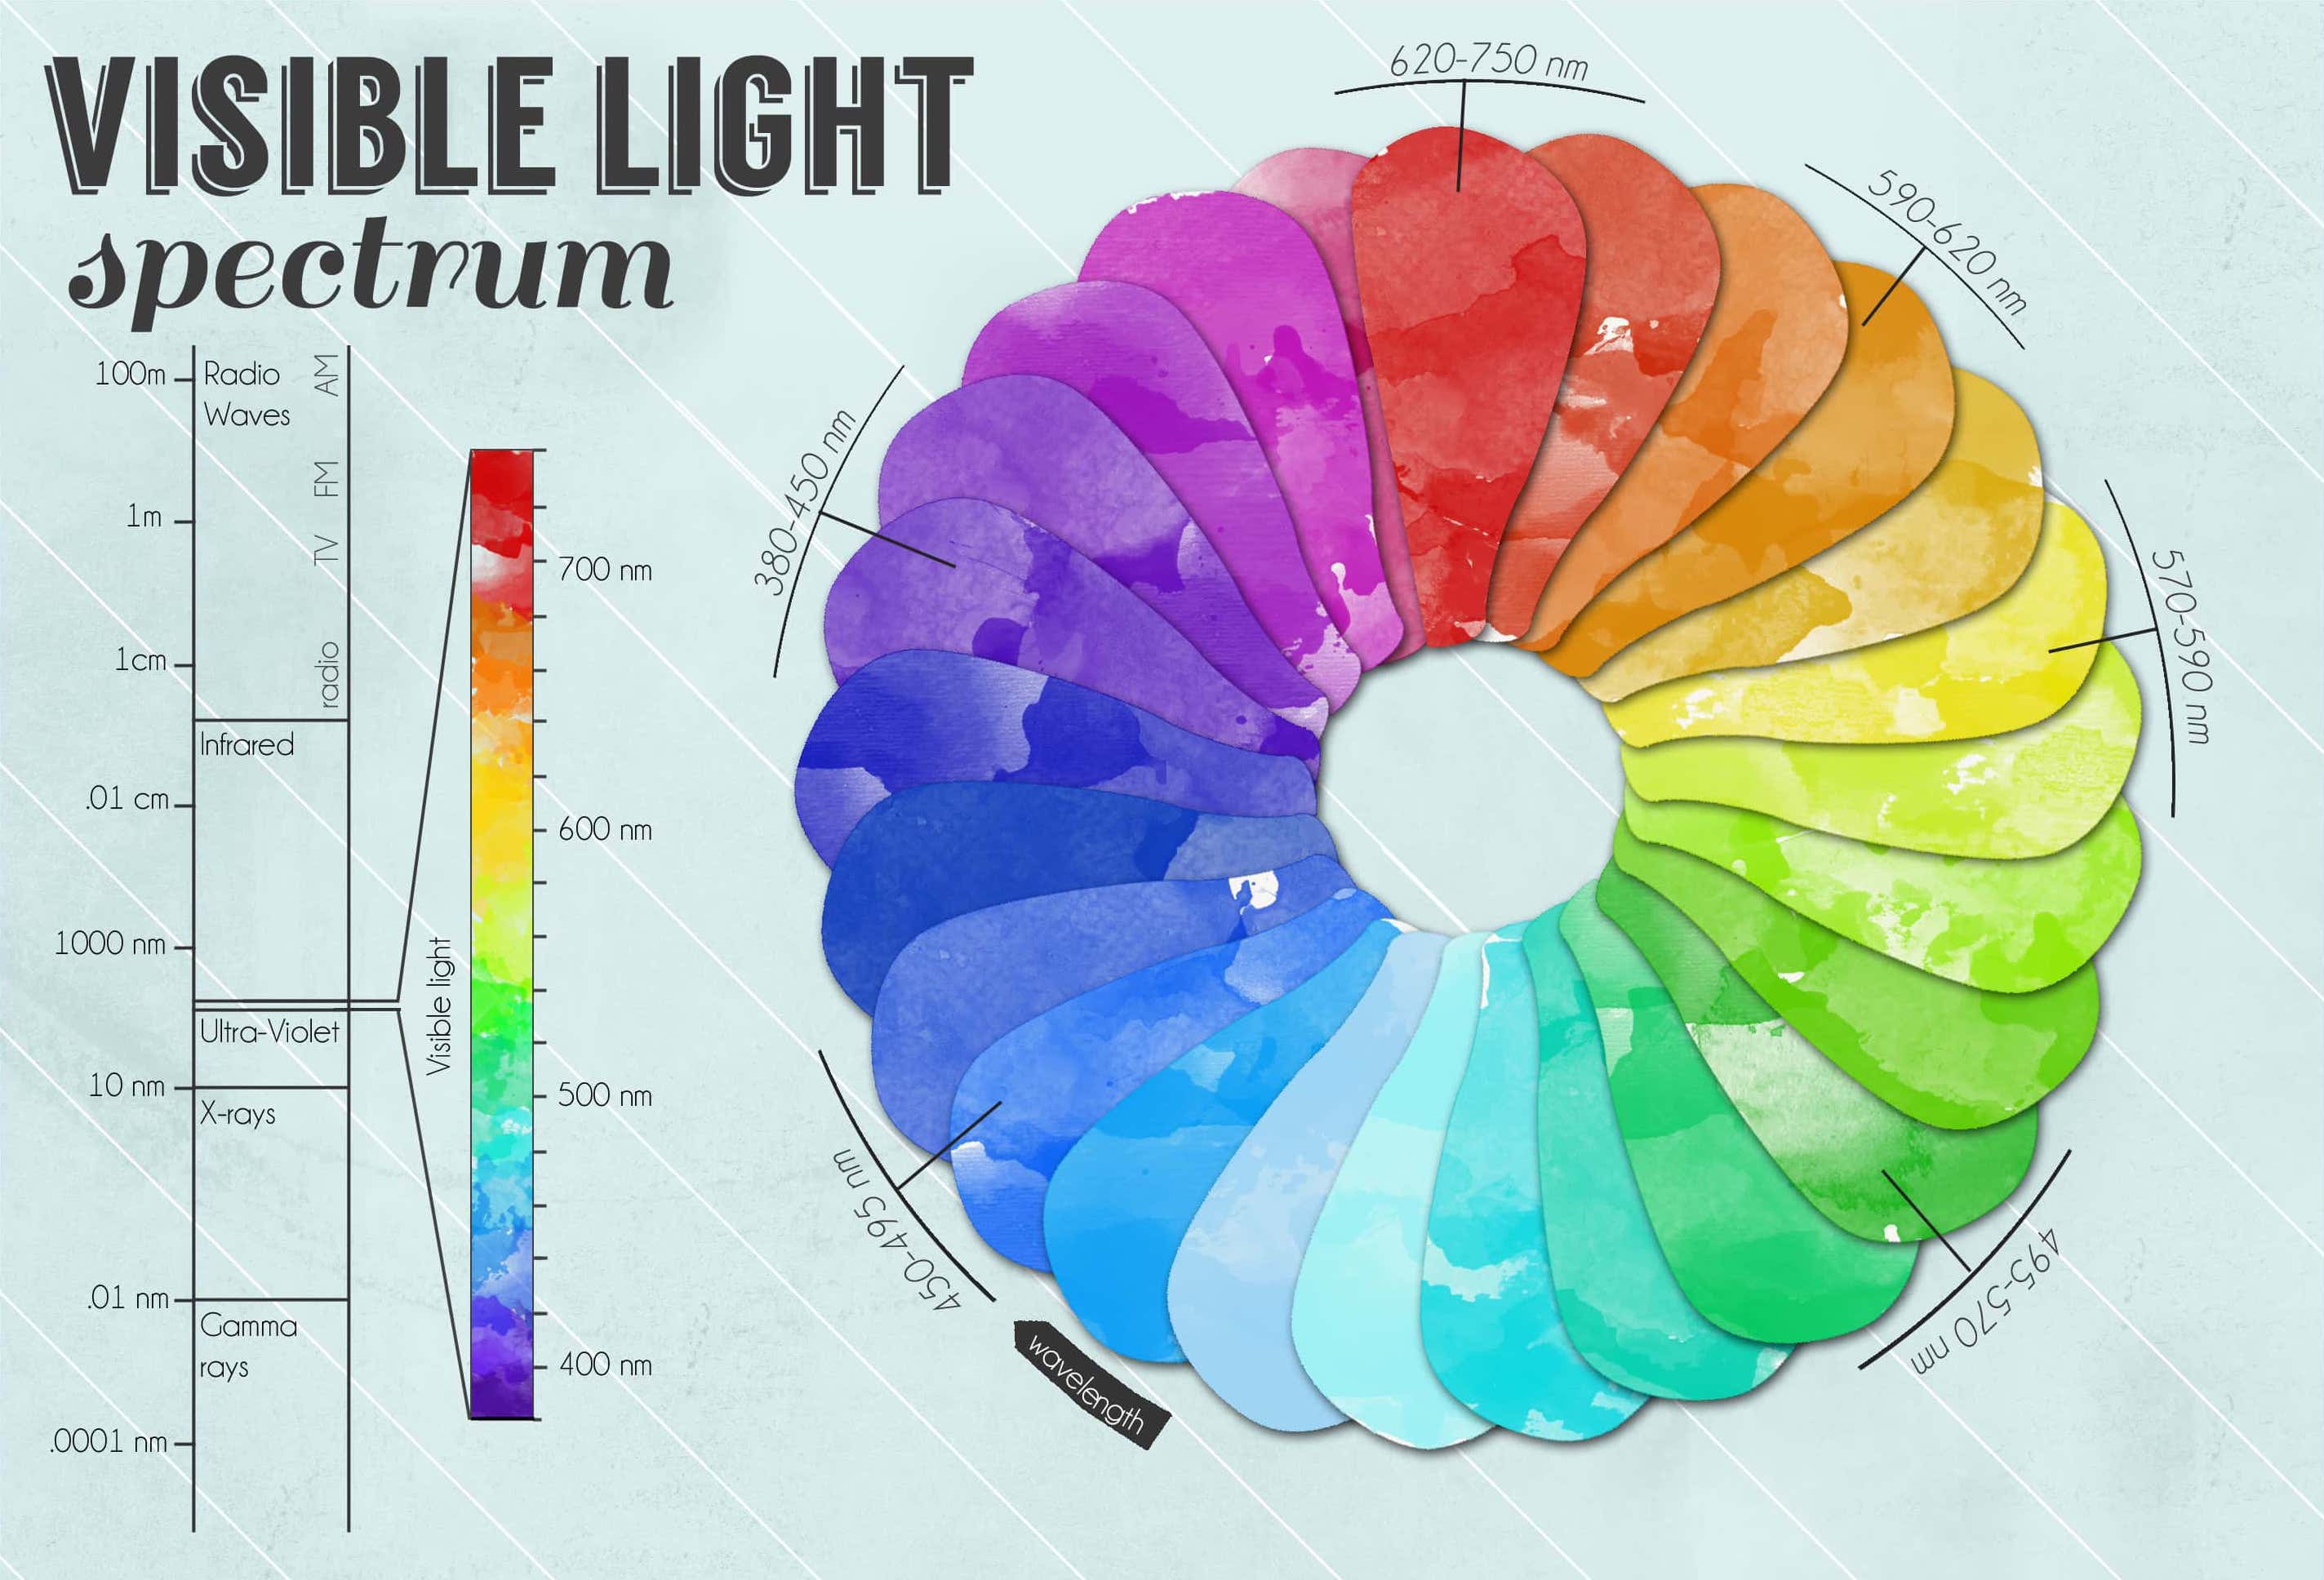 VISIBLE LIGHT
spectrum
100m
1m
1cm
.01 cm
1000 nm
10 nm
.01 nm
.0001 nm
Radio
Waves
AM
FM
TV
radio
Infrared
Ultra-Violet
X-rays
Gamma
rays
Visible light
700 nm
600 nm
500 nm
400 nm
620-750 nm
590-620 nm
570-590 nm
495-570 nm
450-495 nm
380-450 nm
wavelength